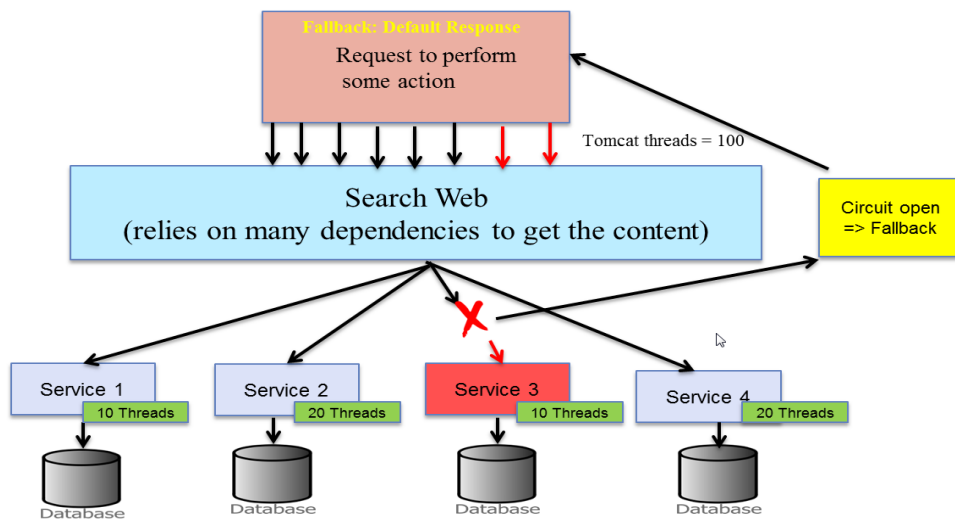 Fallback: Default Response
Request to perform
some action
Tomcat threads = 100
Search Web
(relies on many dependencies to get the content)
Circuit open
=> Fallback
Service 1
10 Threads
Service 2
20 Threads
Service 3
10 Threads
Service 4
20 Threads
Database
Database
Database
Database